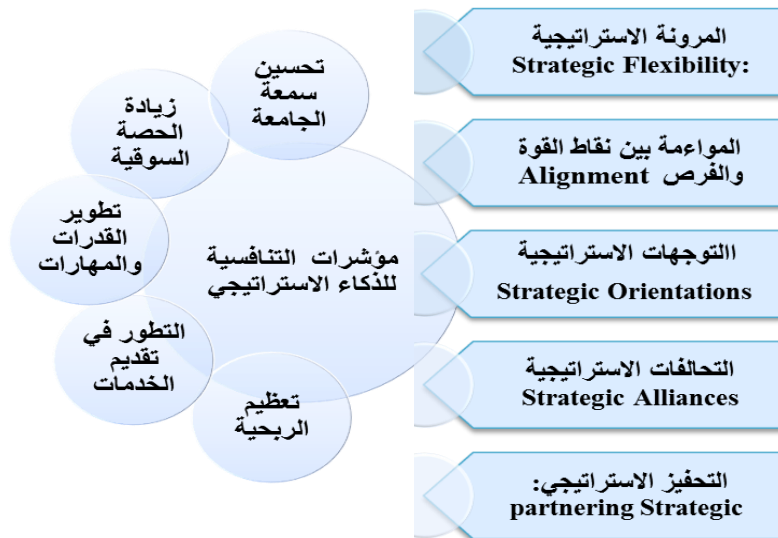 المرونة الاستراتيجية
Strategic Flexibility:
المواءمة بين نقاط القوة
والفرص Alignment
االتوجهات الاستراتيجية
Strategic Orientations
التحالفات الاستراتيجية
Strategic Alliances
التحفيز الاستراتيجي:
partnering Strategic
مؤشرات التنافسية
للذكاء الاستراتيجي
تحسين
سمعة
الجامعة
زيادة
الحصة
السوقية
تطوير
القدرات
والمهارات
التطور في
تقديم
الخدمات
تعظيم
الربحية